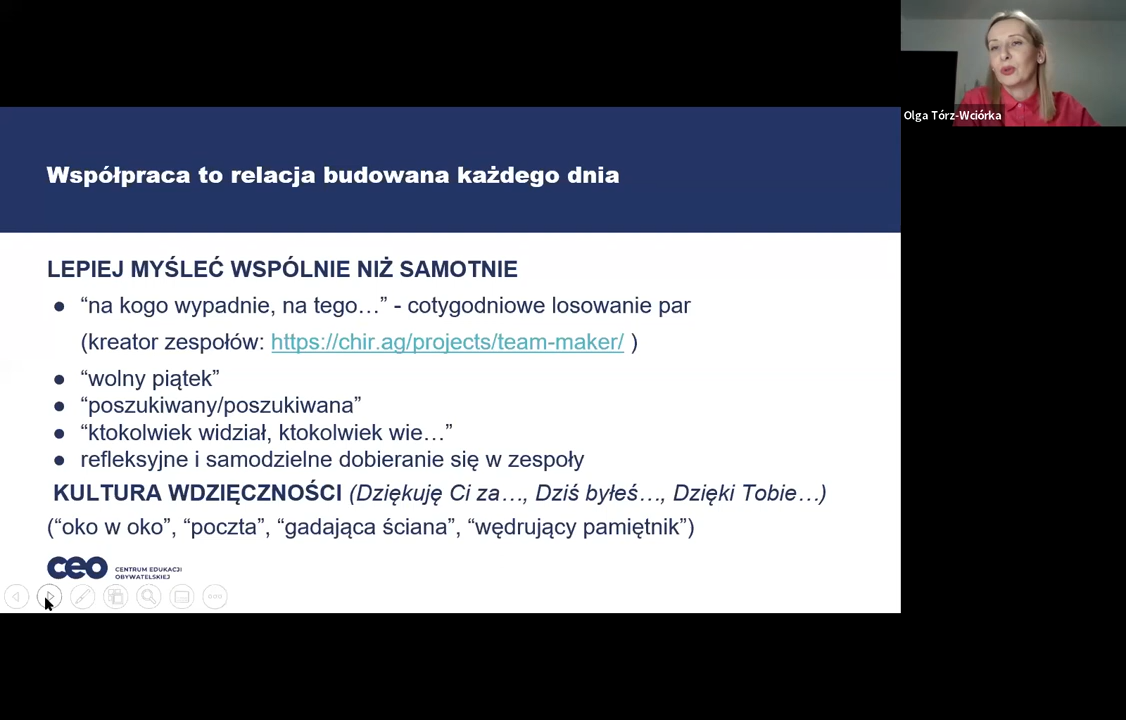 Olga Tórz-Wciórka
Współpraca to relacja budowana każdego dnia
LEPIEJ MYŚLEĆ WSPÓLNIE NIŻ SAMOTNIE
● “na kogo wypadnie, na tego…” - cotygodniowe losowanie par
(kreator zespołów: https://chir.ag/projects/team-maker/ )
● “wolny piątek”
● “poszukiwany/poszukiwana”
● “ktokolwiek widział, ktokolwiek wie…”
● refleksyjne i samodzielne dobieranie się w zespoły
KULTURA WDZIĘCZNOŚCI (Dziękuję Ci za…, Dziś byłeś…, Dzięki Tobie…)
(“oko w oko”, “poczta”, “gadająca ściana”, “wędrujący pamiętnik”)
ceo CENTRUM EDUKACJI
OBYWATELSKIEJ